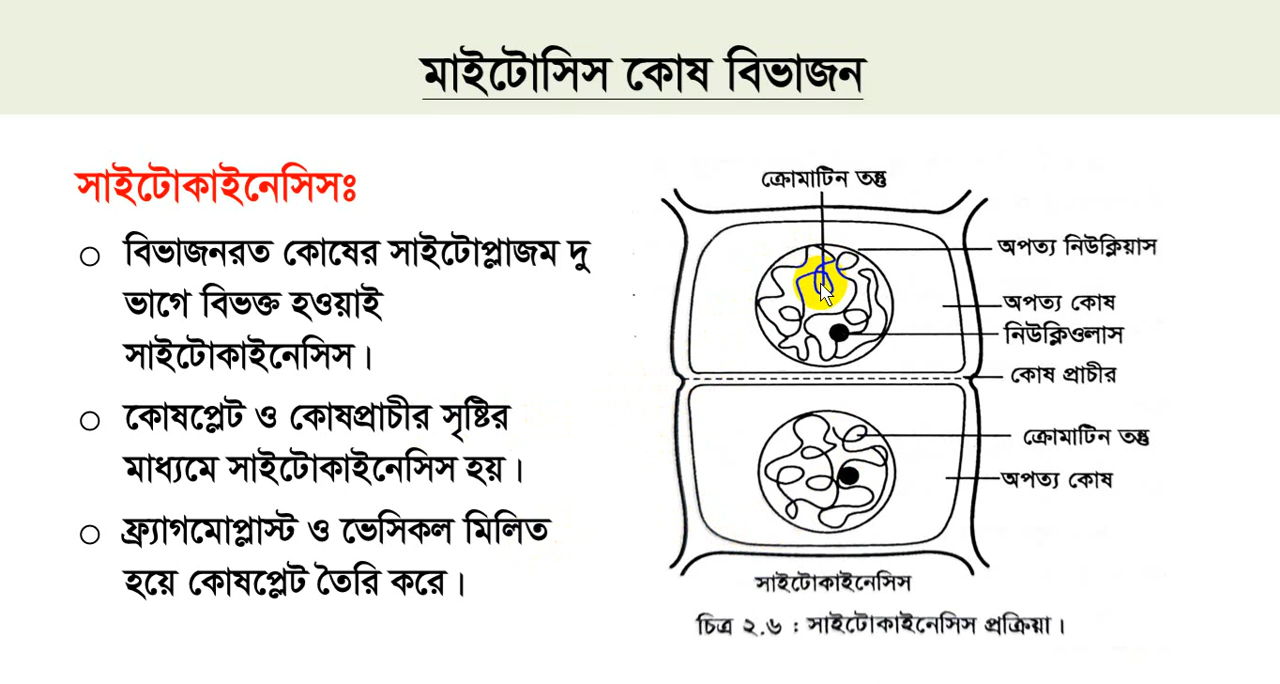 মাইটোসিস কোষ বিভাজন
সাইটোকাইনেসিসঃ
বিভাজনরত কোষের সাইটোপ্লাজম দু
ভাগে বিভক্ত হওয়াই
সাইটোকাইনেসিস।
কোষপ্লেট ও কোষপ্রাচীর সৃষ্টির
মাধ্যমে সাইটোকাইনেসিস হয়।
ফ্র্যাগমোপ্লাস্ট ও ভেসিকল মিলিত
হয়ে কোষপ্লেট তৈরি করে।
ক্রোমাটিন তন্তু
অপত্য নিউক্লিয়াস
অপত্য কোষ
নিউক্লিওলাস
কোষ প্রাচীর
ক্রোমাটিন তন্তু
অপত্য কোষ
সাইটোকাইনেসিস
চিত্র ২.৬ : সাইটোকাইনেসিস প্রক্রিয়া।